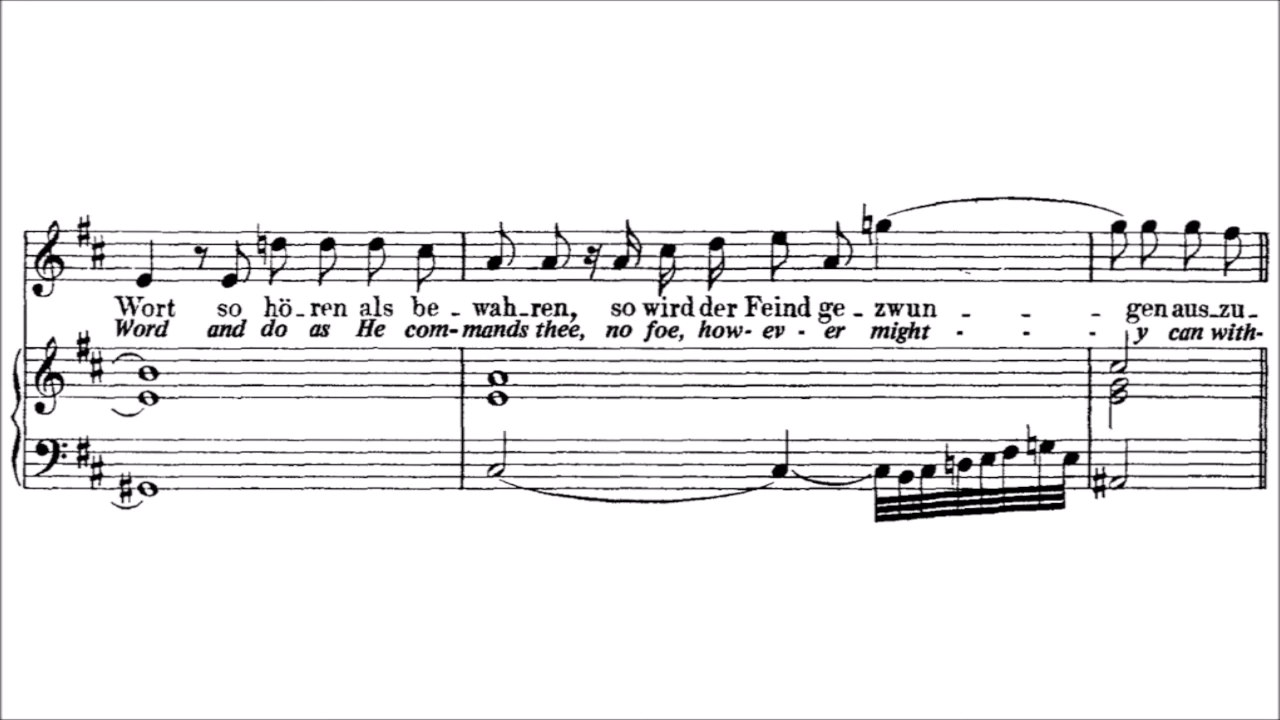 Wort so hö - ren als be - wah - ren, so wird der Feind ge - zwun - - - gen aus - zu -
Word and do as He com - mands thee, no foe, how - ev - er might - - - y can with-